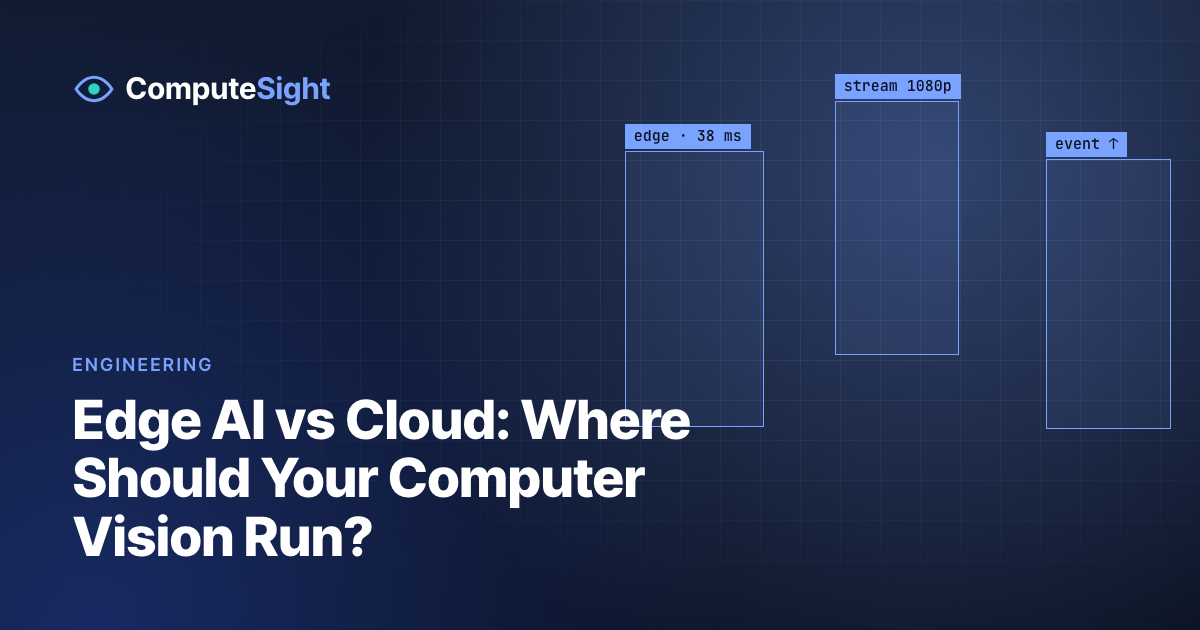 ComputeSight
edge · 38 ms
stream 1080p
event ↑
ENGINEERING
Edge AI vs Cloud: Where
Should Your Computer
Vision Run?